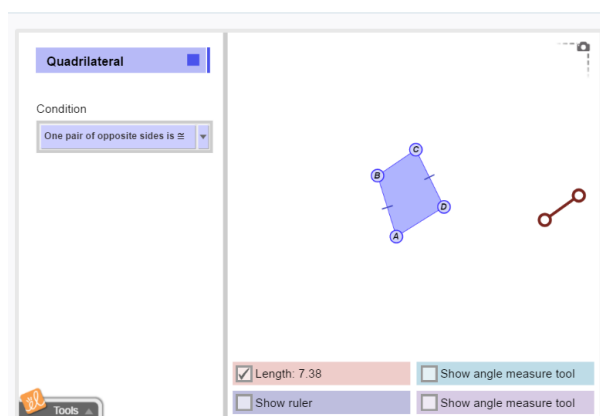 Quadrilateral
Condition
One pair of opposite sides is ≅
C
B
D
A
Length: 7.38
Show angle measure tool
Show ruler
Show angle measure tool
Tools